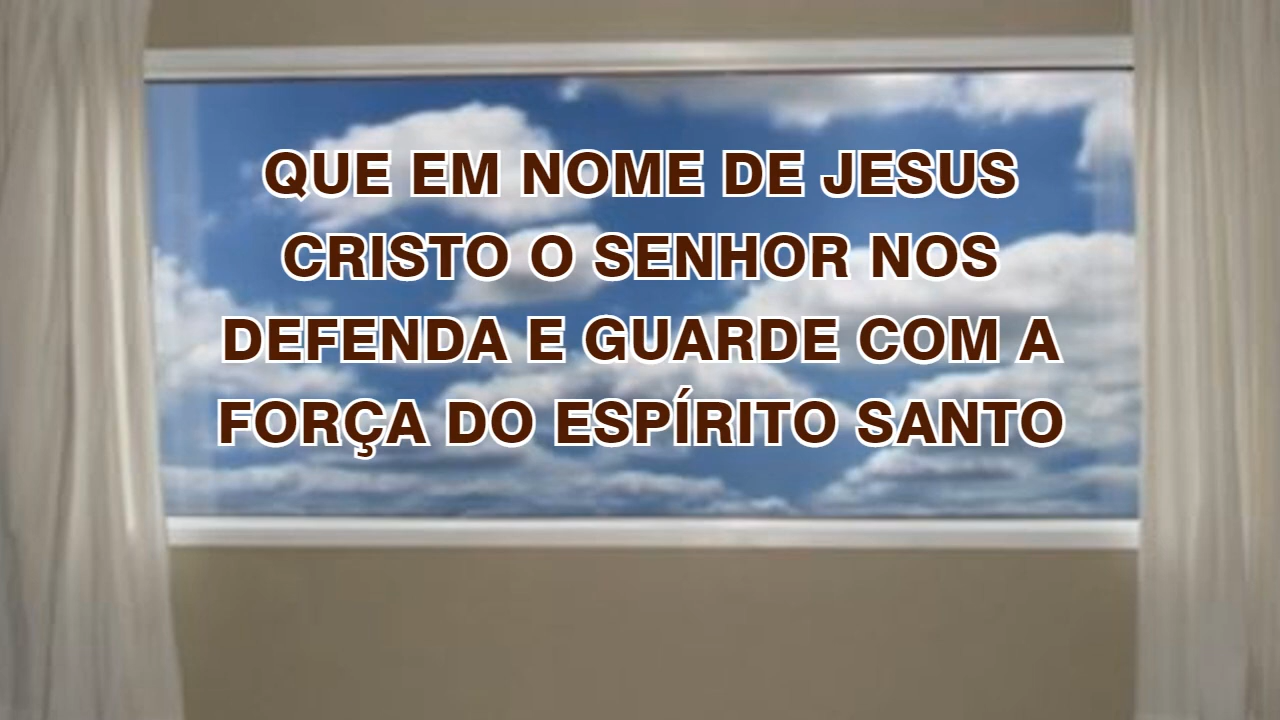 QUE EM NOME DE JESUS
CRISTO O SENHOR NOS
DEFENDA E GUARDE COM A
FORÇA DO ESPÍRITO SANTO